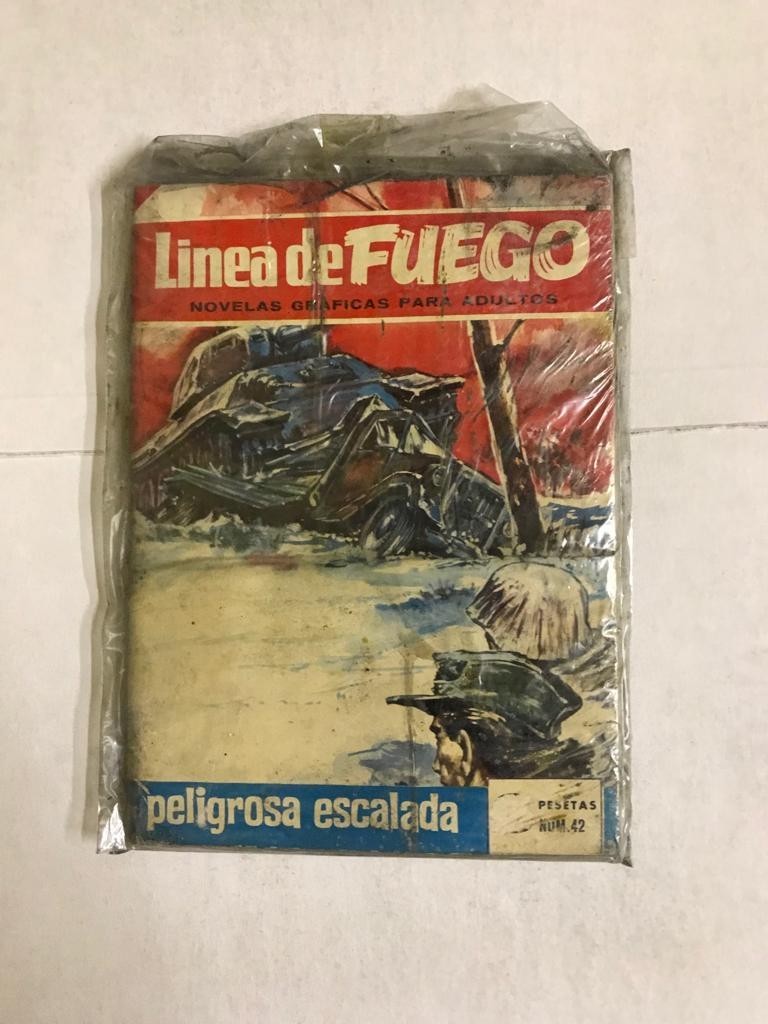 Linea de FUEGO
NOVELAS GRAFICAS PARA ADULTOS
peligrosa escalada
PESETAS
NUM.42